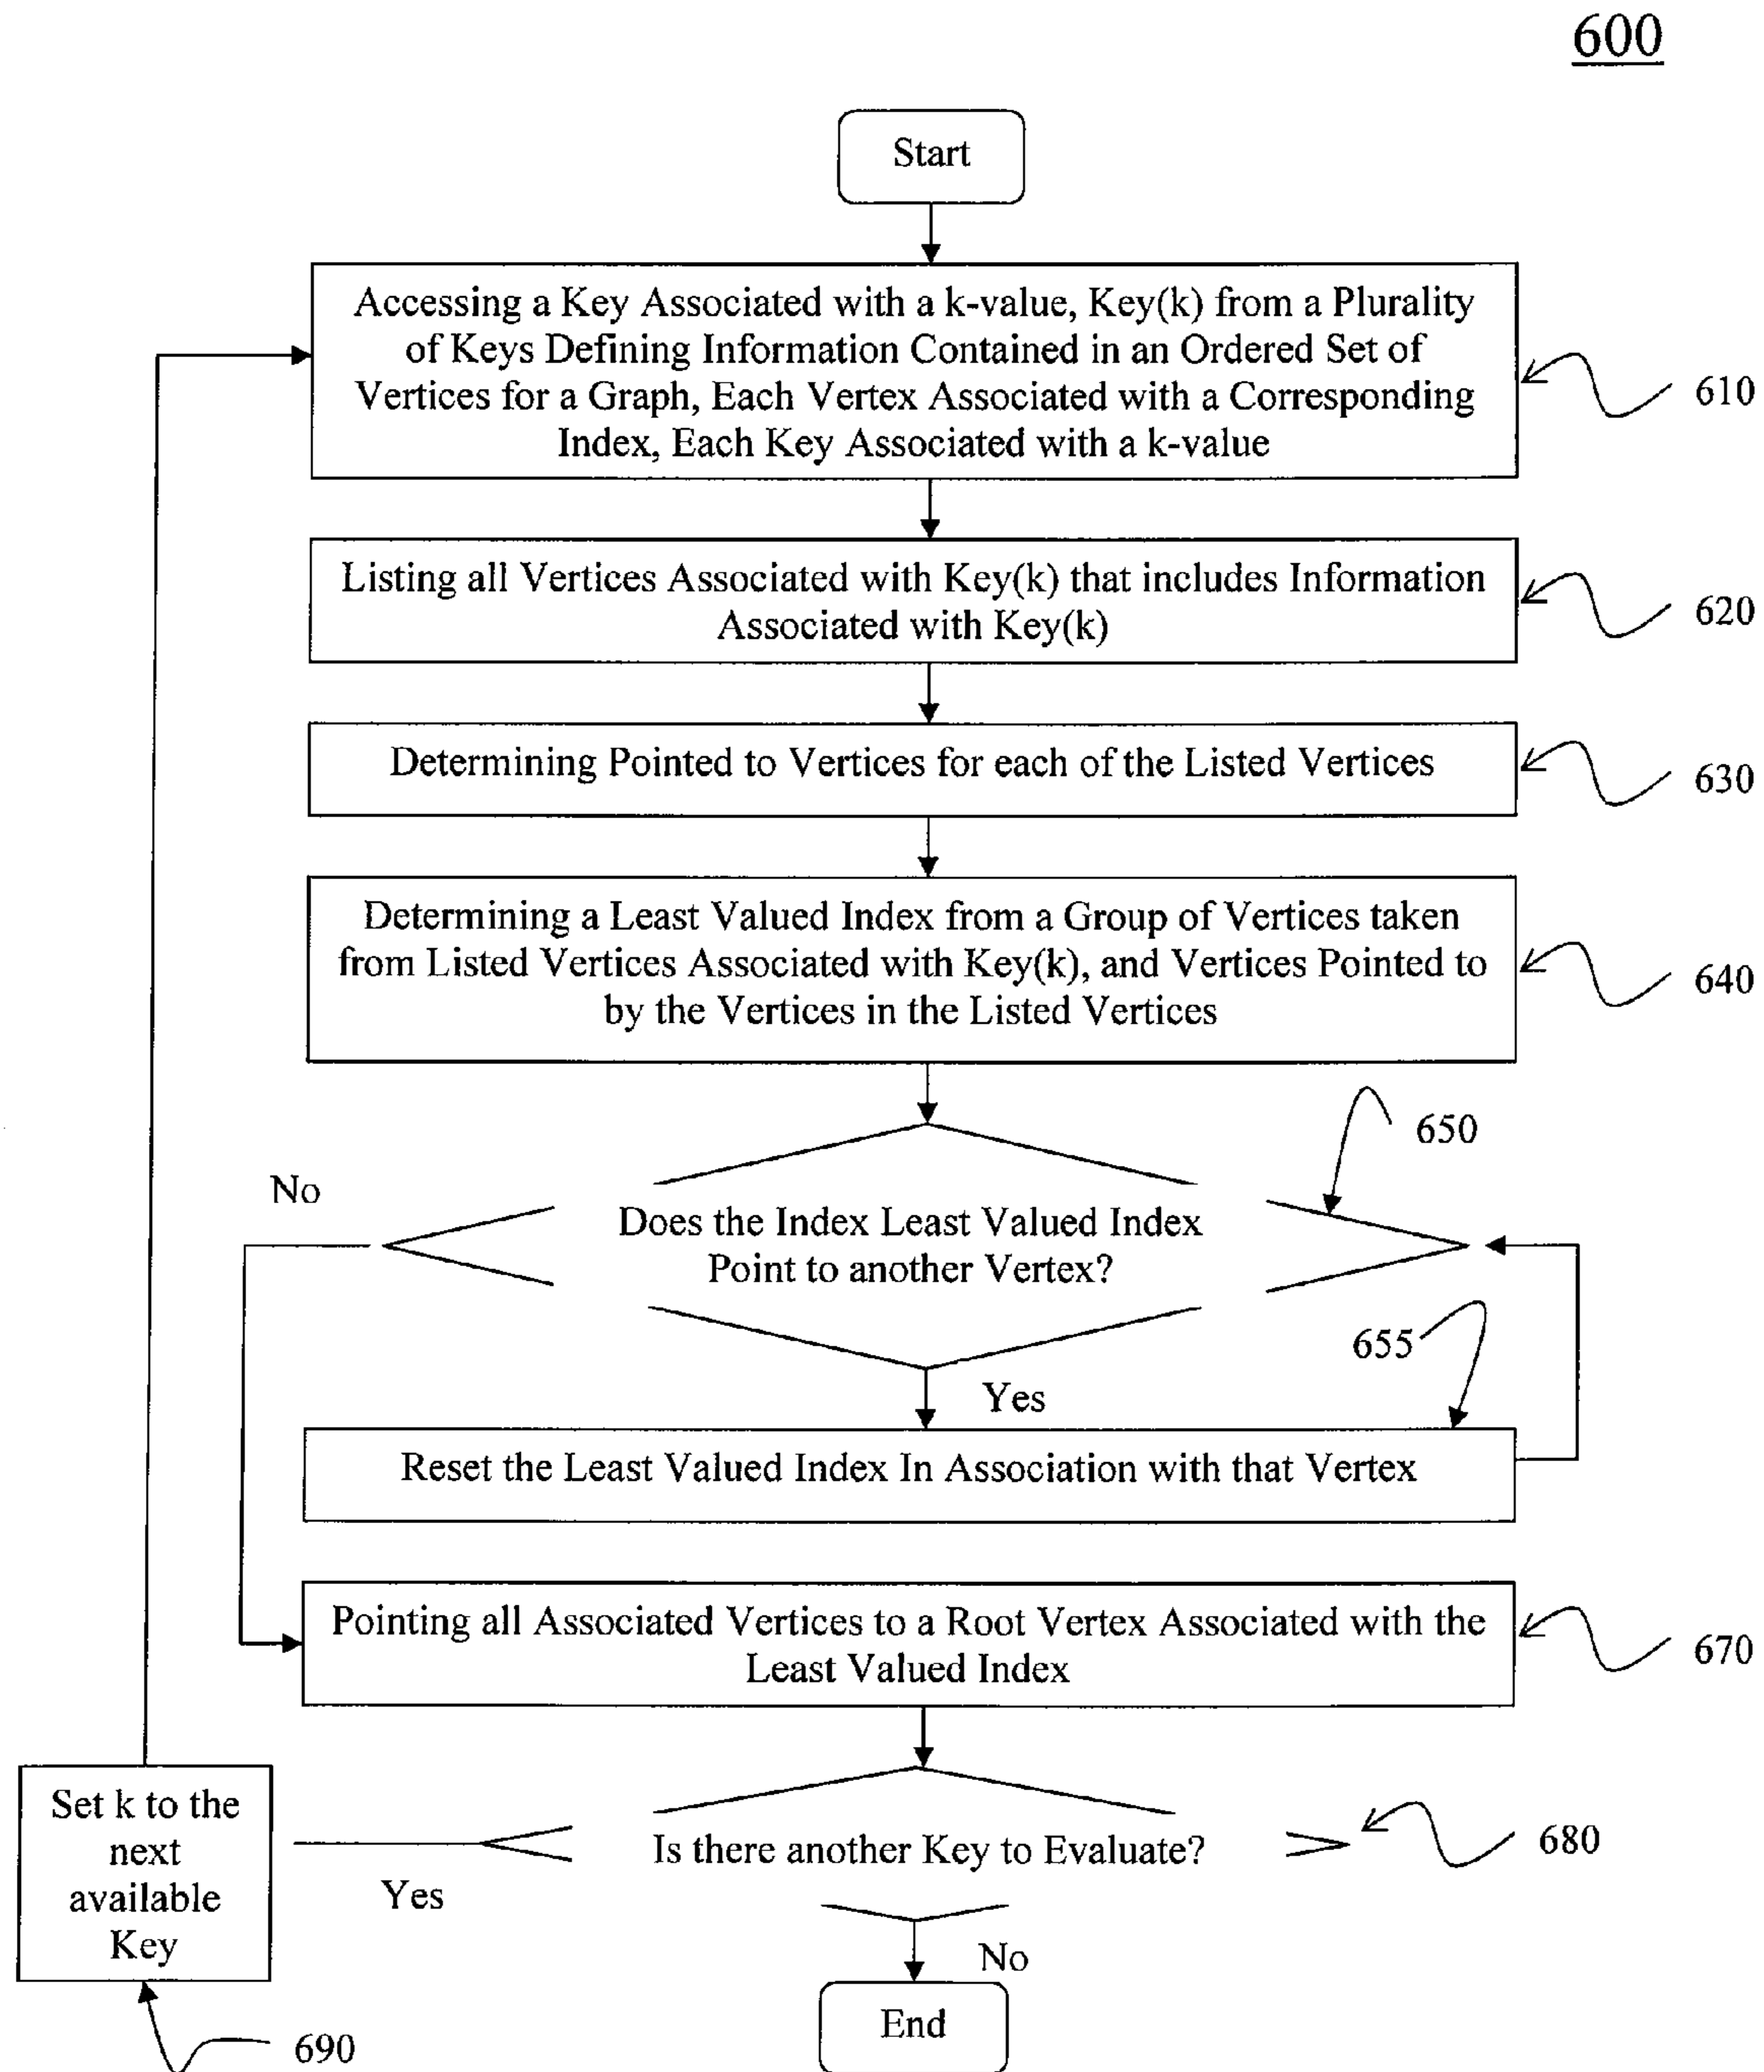 600
Start
Accessing a Key Associated with a k-value, Key(k) from a Plurality
of Keys Defining Information Contained in an Ordered Set of
Vertices for a Graph, Each Vertex Associated with a Corresponding
Index, Each Key Associated with a k-value
610
Listing all Vertices Associated with Key(k) that includes Information
Associated with Key(k)
620
Determining Pointed to Vertices for each of the Listed Vertices
630
Determining a Least Valued Index from a Group of Vertices taken
from Listed Vertices Associated with Key(k), and Vertices Pointed to
by the Vertices in the Listed Vertices
640
650
No
Does the Index Least Valued Index
Point to another Vertex?
655
Yes
Reset the Least Valued Index In Association with that Vertex
Pointing all Associated Vertices to a Root Vertex Associated with the
Least Valued Index
670
Set k to the
next
available
Key
Is there another Key to Evaluate?
680
Yes
No
End
690